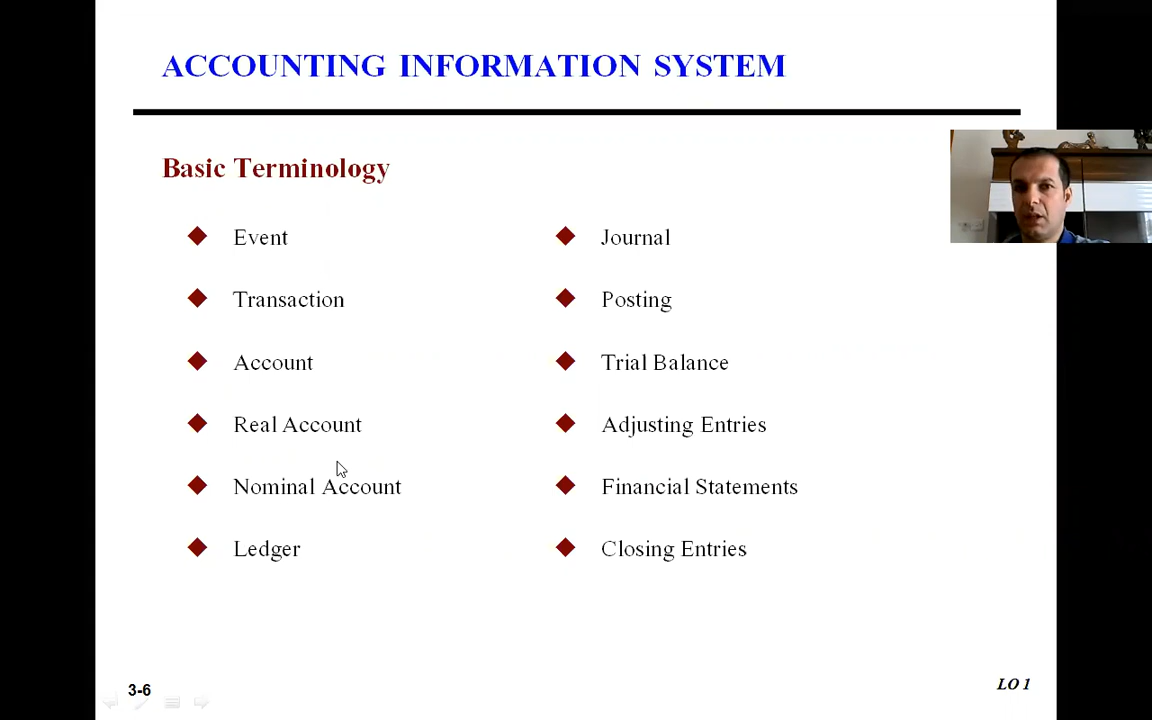 ACCOUNTING INFORMATION SYSTEM
Basic Terminology
Event
Transaction
Account
Real Account
Nominal Account
Ledger
Journal
Posting
Trial Balance
Adjusting Entries
Financial Statements
Closing Entries
3-6
LO 1